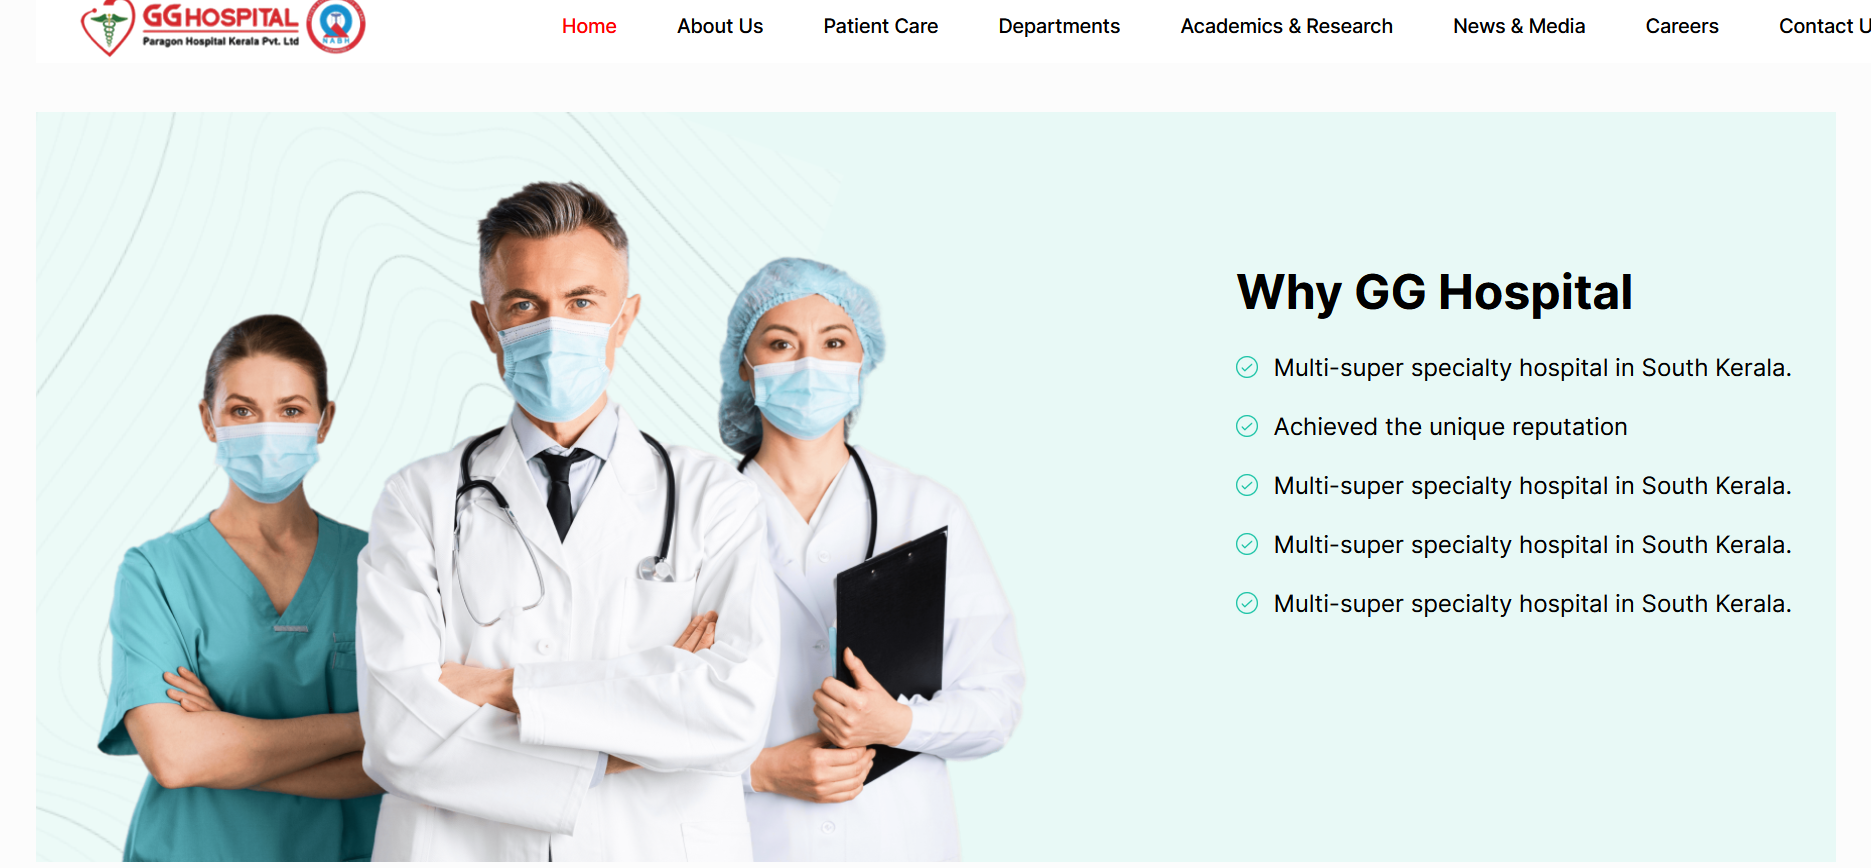 GG HOSPITAL
Paragon Hospital Kerala Pvt. Ltd
NABH
Home
About Us
Patient Care
Departments
Academics & Research
News & Media
Careers
Contact U
Why GG Hospital
Multi-super specialty hospital in South Kerala.
Achieved the unique reputation
Multi-super specialty hospital in South Kerala.
Multi-super specialty hospital in South Kerala.
Multi-super specialty hospital in South Kerala.